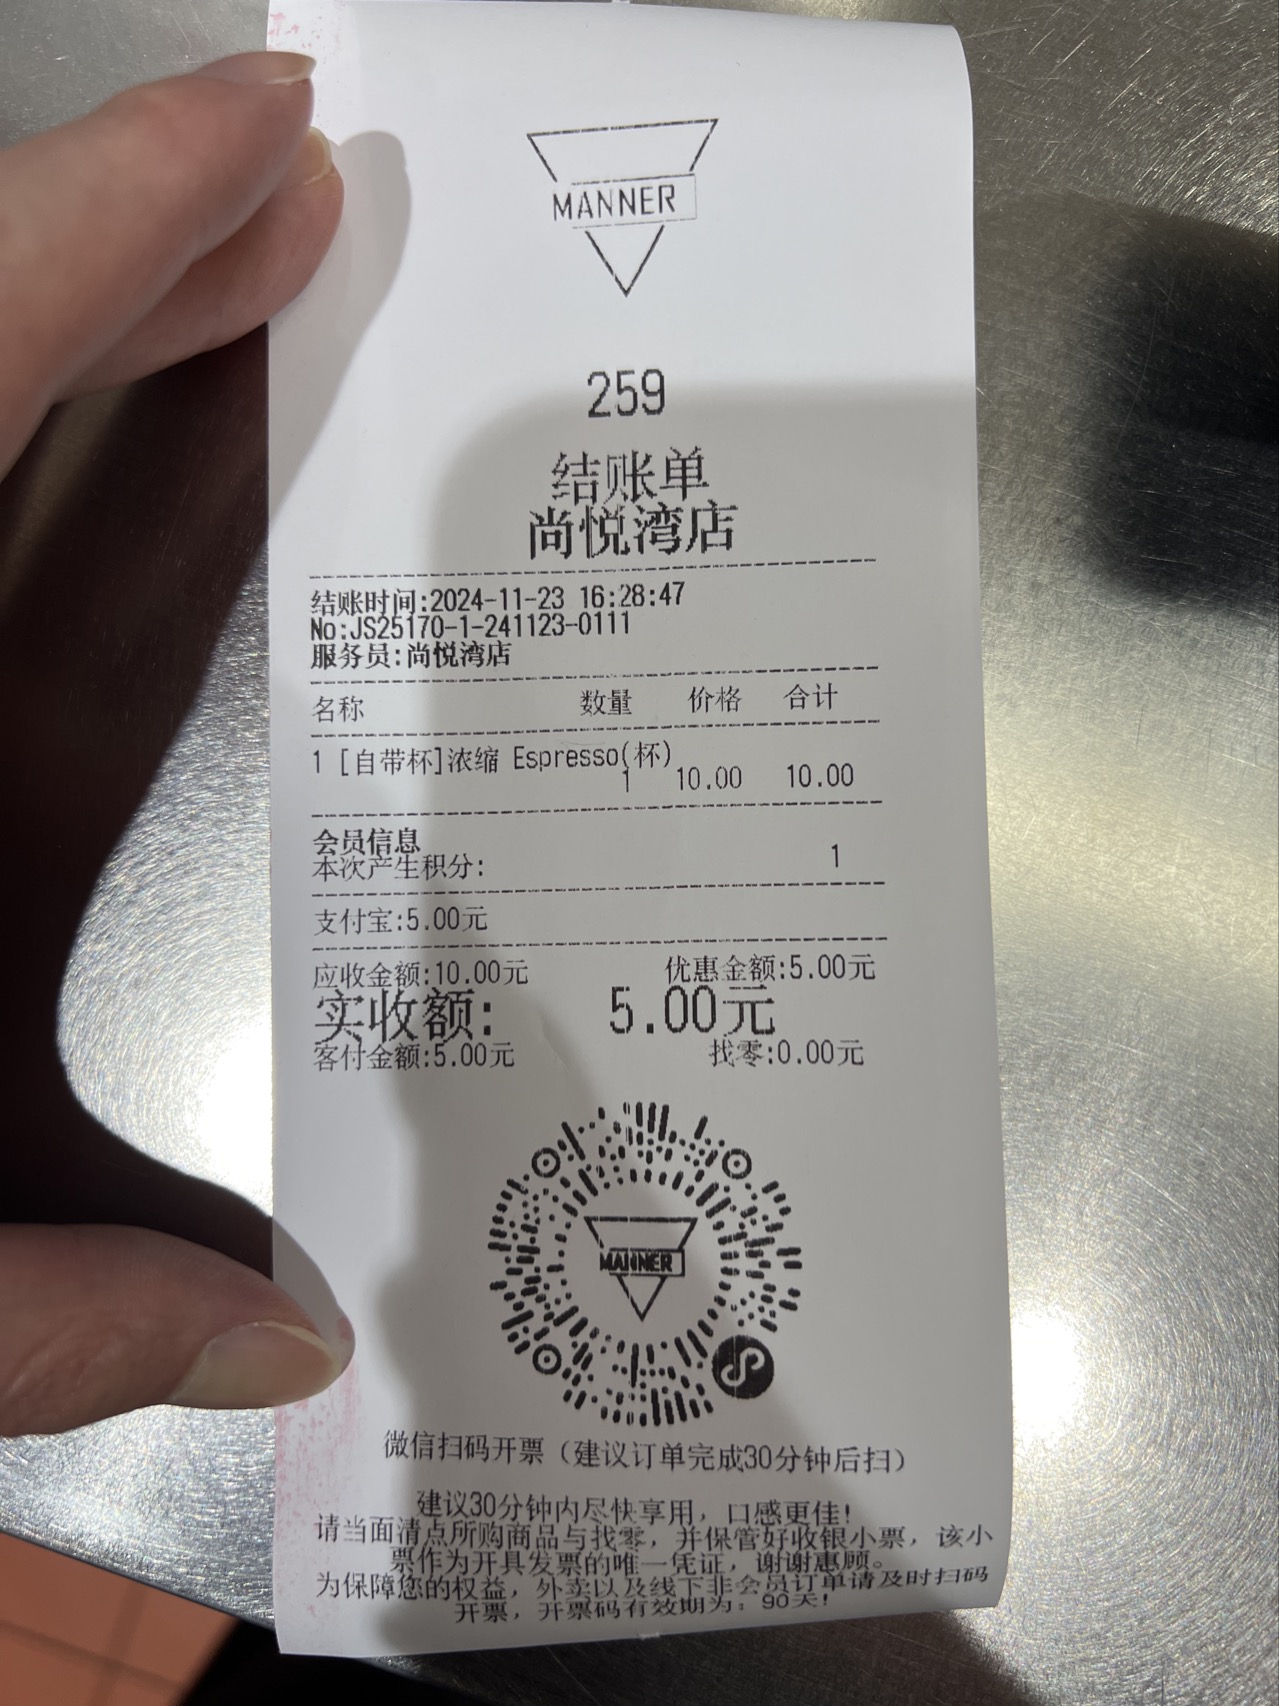 MANNER
259
结账单
尚悦湾店
结账时间:2024-11-23 16:28:47
No:JS25170-1-241123-0111
服务员:尚悦湾店
名称 数量 价格 合计
1 [自带杯]浓缩 Espresso(杯)
1 10.00 10.00
会员信息
本次产生积分: 1
支付宝:5.00元
应收金额:10.00元 优惠金额:5.00元
实收额: 5.00元
客付金额:5.00元 找零:0.00元
MANNER
微信扫码开票（建议订单完成30分钟后扫）
建议30分钟内尽快享用，口感更佳!
请当面清点所购商品与找零，并保管好收银小票，该小
票作为开具发票的唯一凭证，谢谢惠顾。
为保障您的权益，外卖以及线下非会员订单请及时扫码
开票，开票码有效期为：90天!